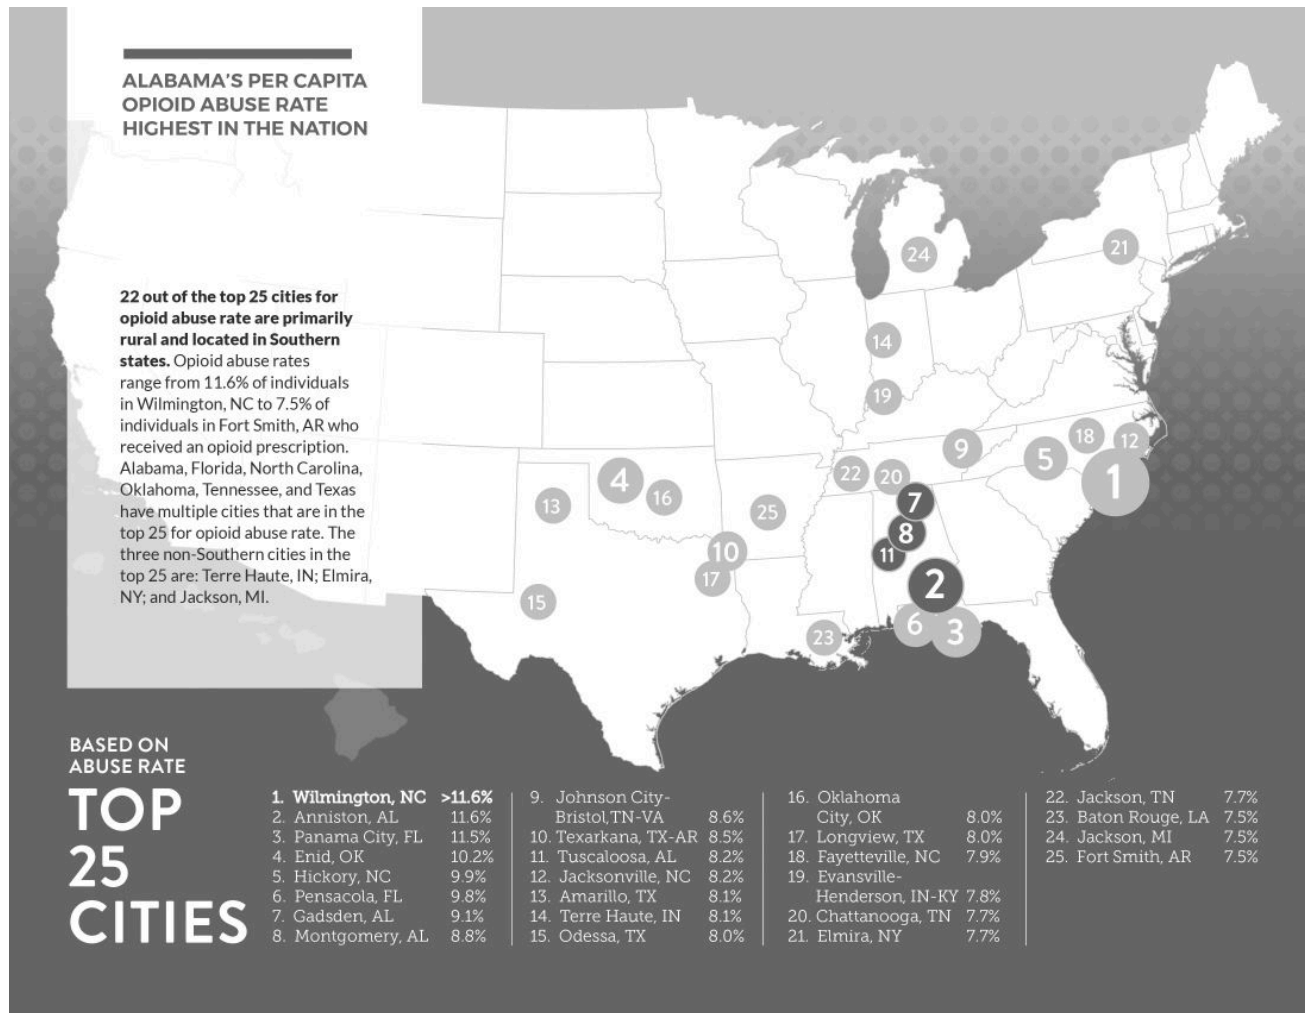 ALABAMA'S PER CAPITA
OPIOID ABUSE RATE
HIGHEST IN THE NATION
22 out of the top 25 cities for
opioid abuse rate are primarily
rural and located in Southern
states. Opioid abuse rates
range from 11.6% of individuals
in Wilmington, NC to 7.5% of
individuals in Fort Smith, AR who
received an opioid prescription.
Alabama, Florida, North Carolina,
Oklahoma, Tennessee, and Texas
have multiple cities that are in the
top 25 for opioid abuse rate. The
three non-Southern cities in the
top 25 are: Terre Haute, IN; Elmira,
NY; and Jackson, MI.
21
24
14
19
9
18
12
5
1
22
20
4
16
13
25
7
8
11
10
17
2
15
6
3
23
BASED ON
ABUSE RATE
TOP
25
CITIES
1. Wilmington, NC >11.6%
2. Anniston, AL 11.6%
3. Panama City, FL 11.5%
4. Enid, OK 10.2%
5. Hickory, NC 9.9%
6. Pensacola, FL 9.8%
7. Gadsden, AL 9.1%
8. Montgomery, AL 8.8%
9. Johnson City-
Bristol,TN-VA 8.6%
10. Texarkana, TX-AR 8.5%
11. Tuscaloosa, AL 8.2%
12. Jacksonville, NC 8.2%
13. Amarillo, TX 8.1%
14. Terre Haute, IN 8.1%
15. Odessa, TX 8.0%
16. Oklahoma
City, OK 8.0%
17. Longview, TX 8.0%
18. Fayetteville, NC 7.9%
19. Evansville-
Henderson, IN-KY 7.8%
20. Chattanooga, TN 7.7%
21. Elmira, NY 7.7%
22. Jackson, TN 7.7%
23. Baton Rouge, LA 7.5%
24. Jackson, MI 7.5%
25. Fort Smith, AR 7.5%